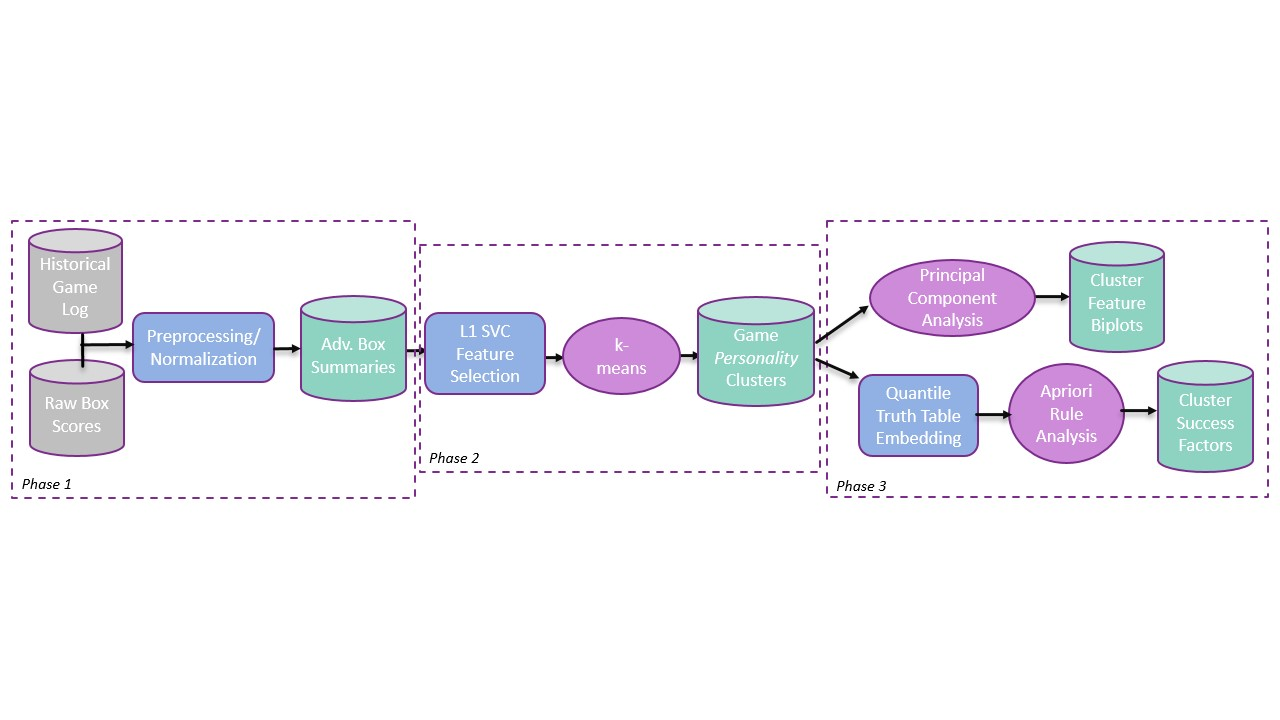 Historical
Game
Log
Raw Box
Scores
Preprocessing/
Normalization
Adv. Box
Summaries
Phase 1
L1 SVC
Feature
Selection
k-
means
Game
Personality
Clusters
Phase 2
Principal
Component
Analysis
Cluster
Feature
Biplots
Quantile
Truth Table
Embedding
Apriori
Rule
Analysis
Cluster
Success
Factors
Phase 3